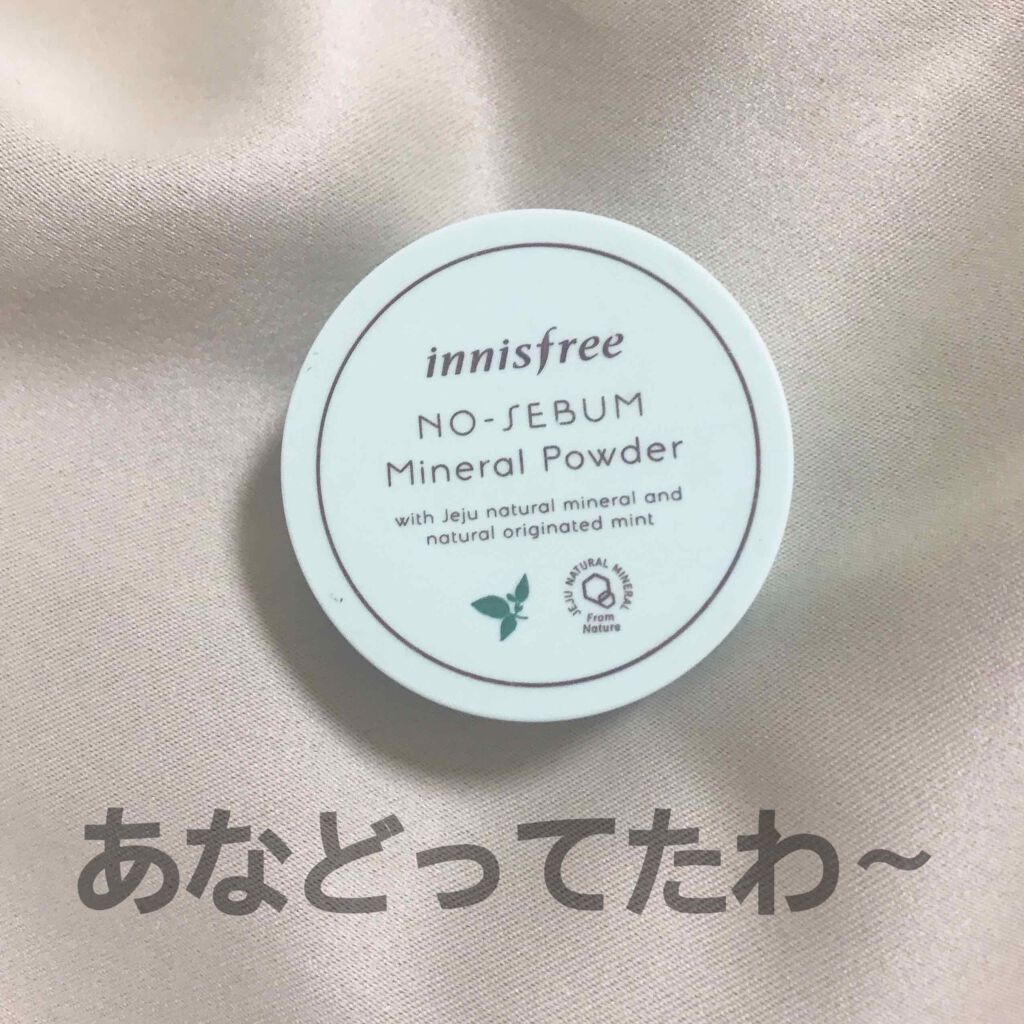 innisfree
NO-SEBUM
Mineral Powder
with Jeju natural mineral and
natural originated mint
JEJU NATURAL MINERAL
From
Nature
あなどってたわ~